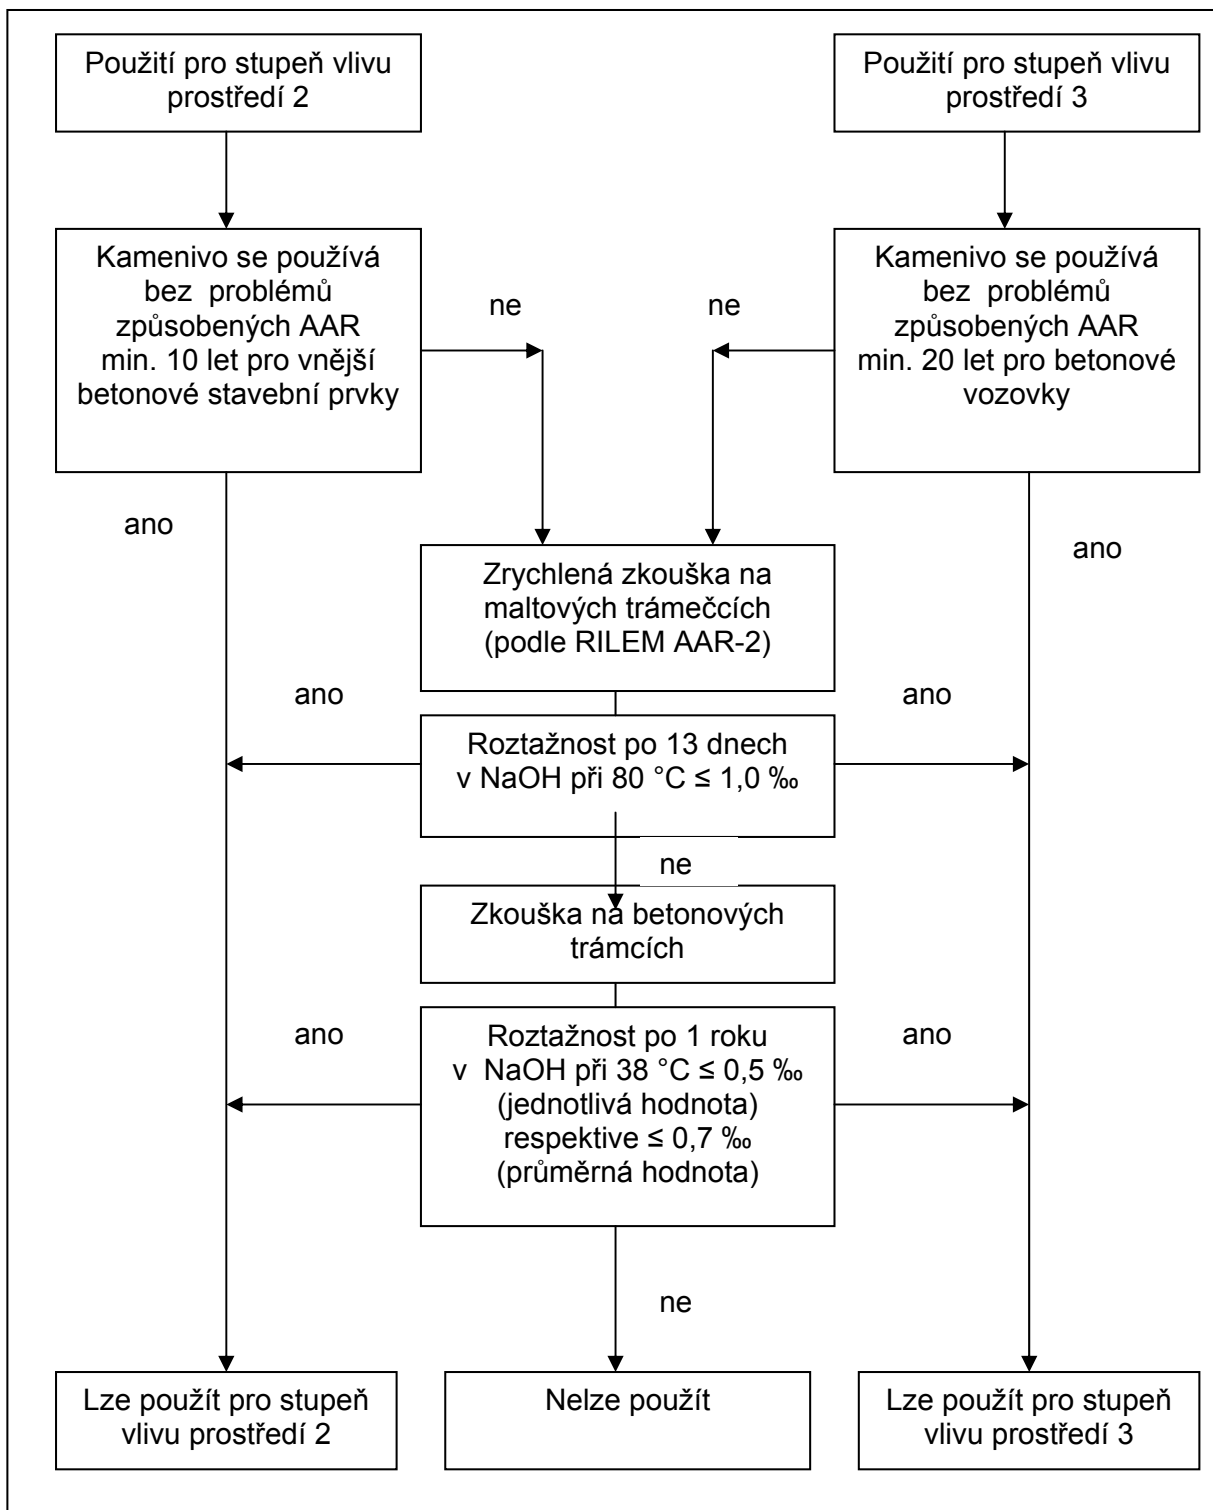 Použití pro stupeň vlivu
prostředí 2
Použití pro stupeň vlivu
prostředí 3
Kamenivo se používá
bez  problémů
způsobených AAR
min. 10 let pro vnější
betonové stavební prvky
ne
ne
Kamenivo se používá
bez  problémů
způsobených AAR
min. 20 let pro betonové
vozovky
ano
ano
Zrychlená zkouška na
maltových trámečcích
(podle RILEM AAR-2)
ano
ano
Roztažnost po 13 dnech
v NaOH při 80 °C ≤ 1,0 ‰
ne
Zkouška na betonových
trámcích
ano
ano
Roztažnost po 1 roku
v  NaOH při 38 °C ≤ 0,5 ‰
(jednotlivá hodnota)
respektive ≤ 0,7 ‰
(průměrná hodnota)
ne
Lze použít pro stupeň
vlivu prostředí 2
Nelze použít
Lze použít pro stupeň
vlivu prostředí 3